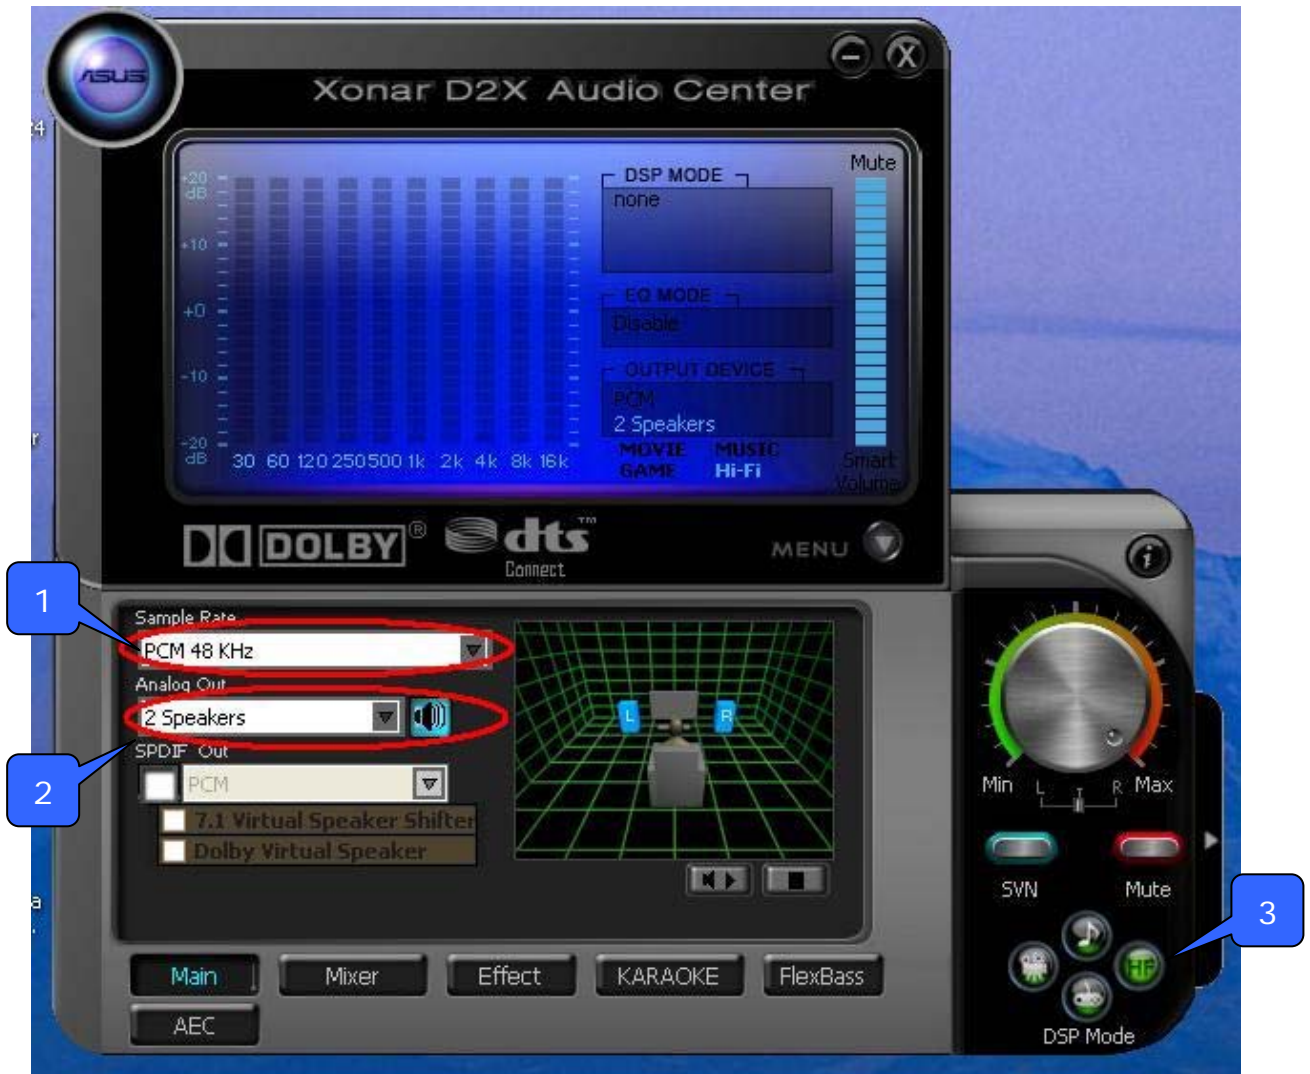 ASUS
Xonar D2X Audio Center
Mute
+20
dB
+10
+0
-10
-20
dB
30 60 120 250 500 1k 2k 4k 8k 16k
DSP MODE
none
EQ MODE
Disable
OUTPUT DEVICE
PCM
2 Speakers
MOVIE MUSIC
GAME Hi-Fi
Smart
Volume
DOLBY®
dts™
Connect
MENU
i
1
Sample Rate
PCM 48 KHz
Analog Out
2 Speakers
2
SPDIF Out
PCM
7.1 Virtual Speaker Shifter
Dolby Virtual Speaker
L R
Min L R Max
SVN Mute
3
HF
DSP Mode
Main Mixer Effect KARAOKE FlexBass
AEC
24
r
a